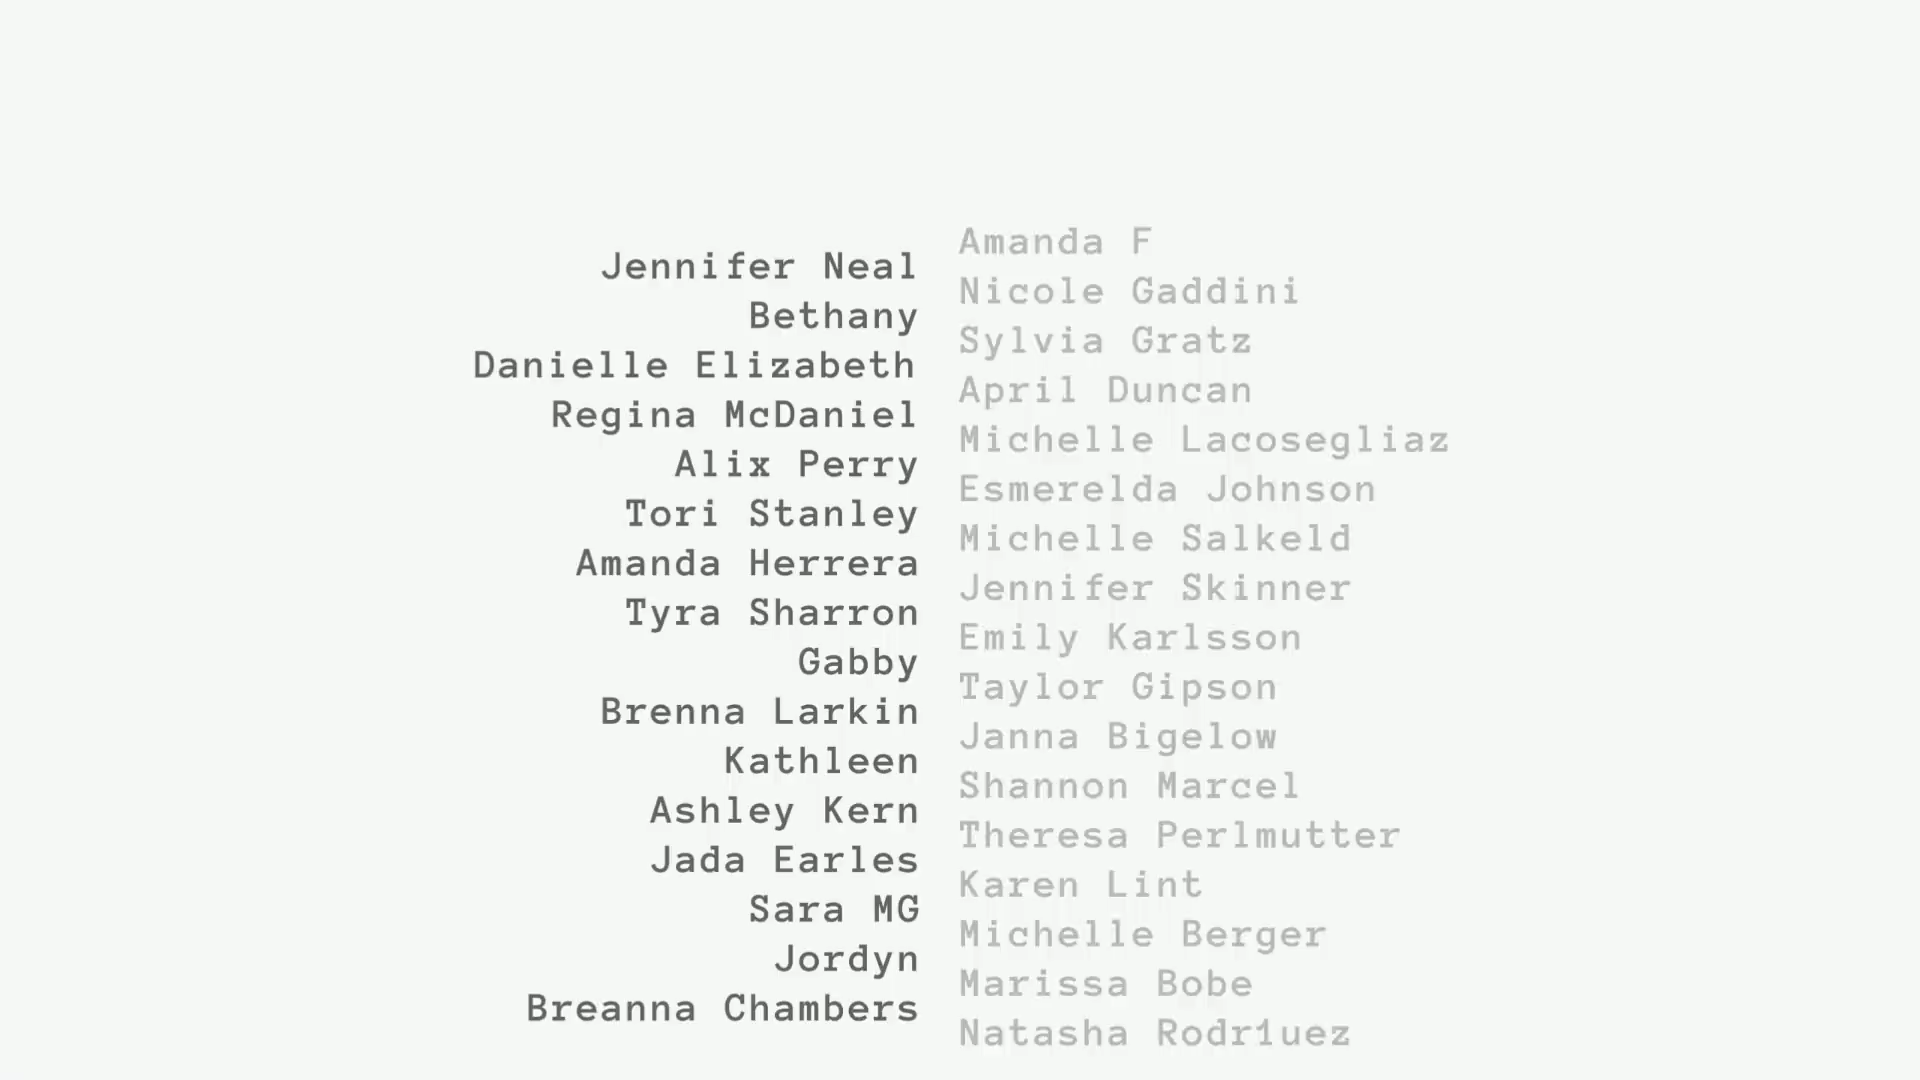 Jennifer Neal
Bethany
Danielle Elizabeth
Regina McDaniel
Alix Perry
Tori Stanley
Amanda Herrera
Tyra Sharron
Gabby
Brenna Larkin
Kathleen
Ashley Kern
Jada Earles
Sara MG
Jordyn
Breanna Chambers
Amanda F
Nicole Gaddini
Sylvia Gratz
April Duncan
Michelle Lacosegliaz
Esmerelda Johnson
Michelle Salkeld
Jennifer Skinner
Emily Karlsson
Taylor Gipson
Janna Bigelow
Shannon Marcel
Theresa Perlmutter
Karen Lint
Michelle Berger
Marissa Bobe
Natasha Rodr1uez